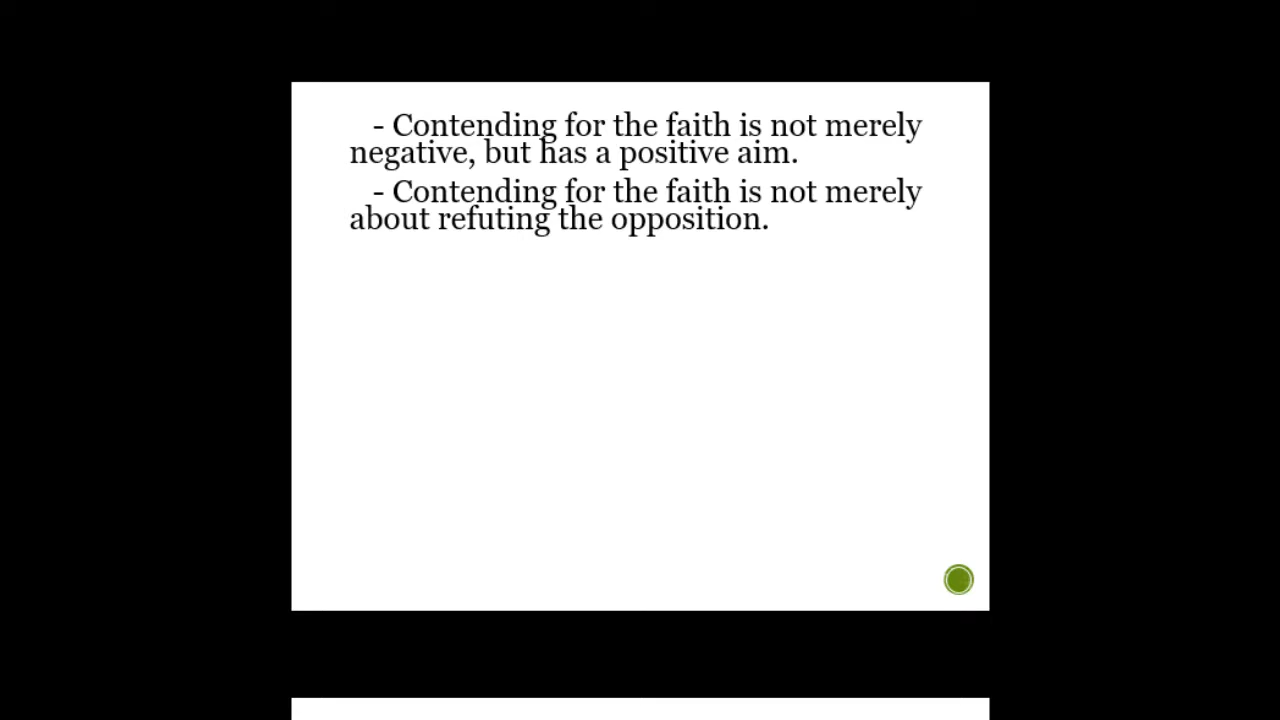 - Contending for the faith is not merely
negative, but has a positive aim.
- Contending for the faith is not merely
about refuting the opposition.